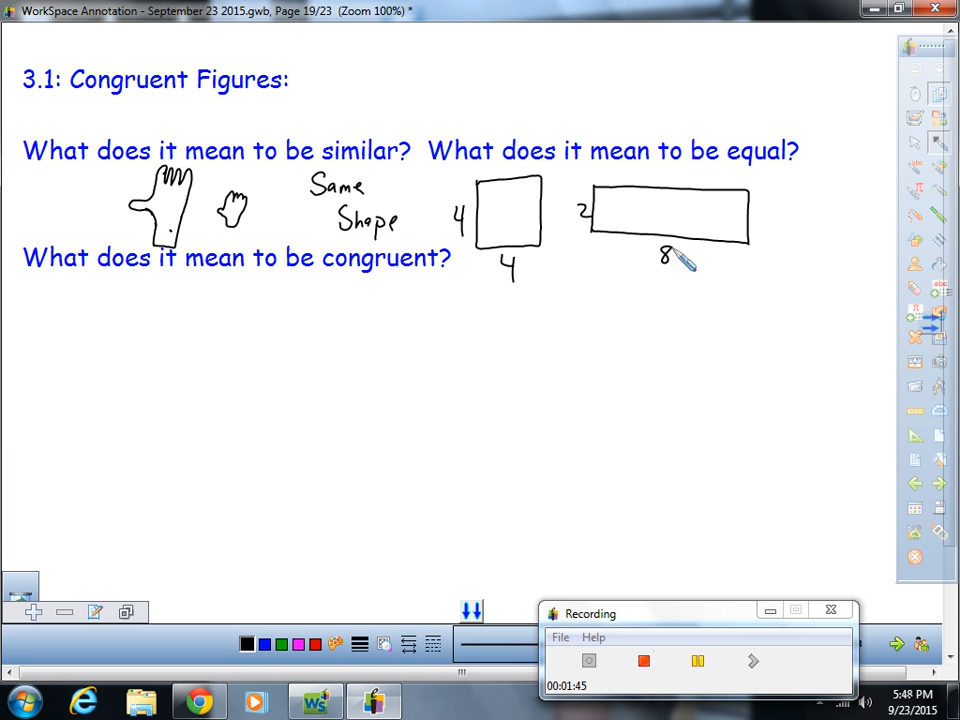 WorkSpace Annotation - September 23 2015.gwb, Page 19/23 (Zoom 100%) *
3.1: Congruent Figures:
What does it mean to be similar? What does it mean to be equal?
Same
Shape
4
4
2
8
What does it mean to be congruent?
Recording
File Help
00:01:45
5:48 PM
9/23/2015